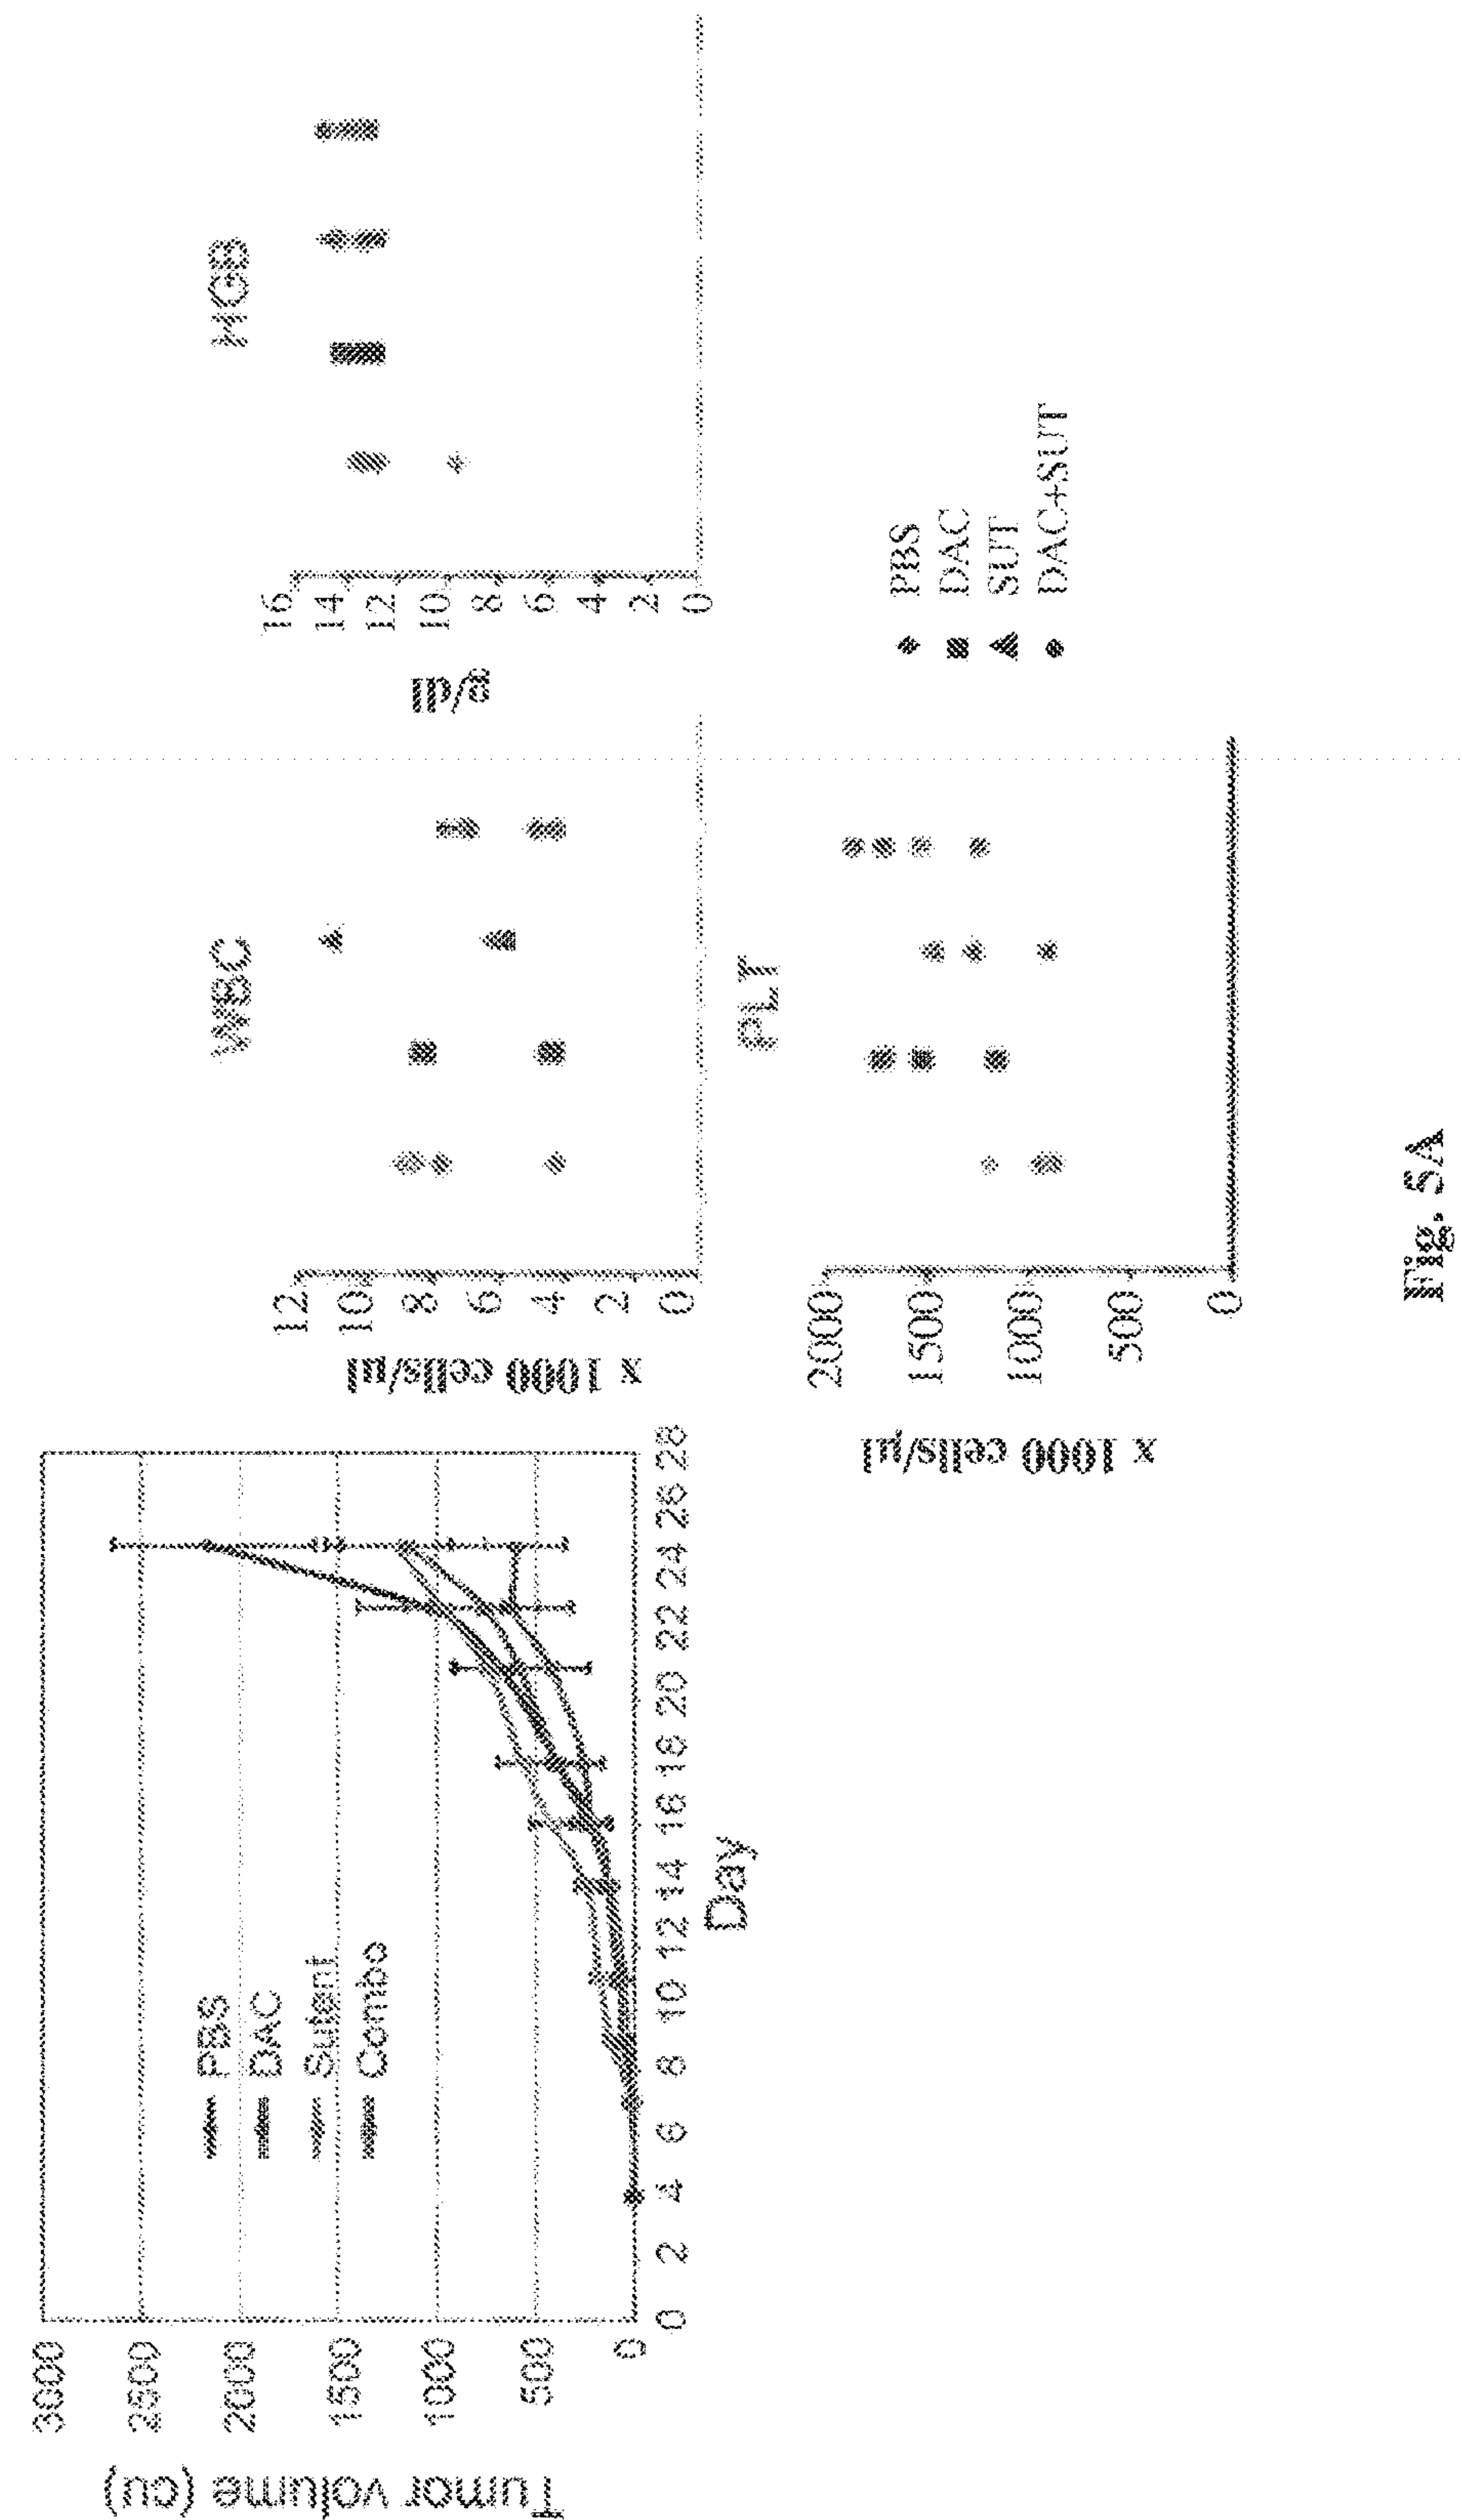 Tumor volume (cu)
3000
2500
2000
1500
1000
500
0
PBS
DAC
Sutent
Combo
0 2 4 6 8 10 12 14 16 18 20 22 24 26 28
Day
WBC
x 1000 cells/µl
12
10
8
6
4
2
0
HGB
g/dl
16
14
12
10
8
6
4
2
0
PLT
x 1000 cells/µl
2000
1500
1000
500
0
PBS
DAC
SUT
DAC+SUT
Fig. 5A